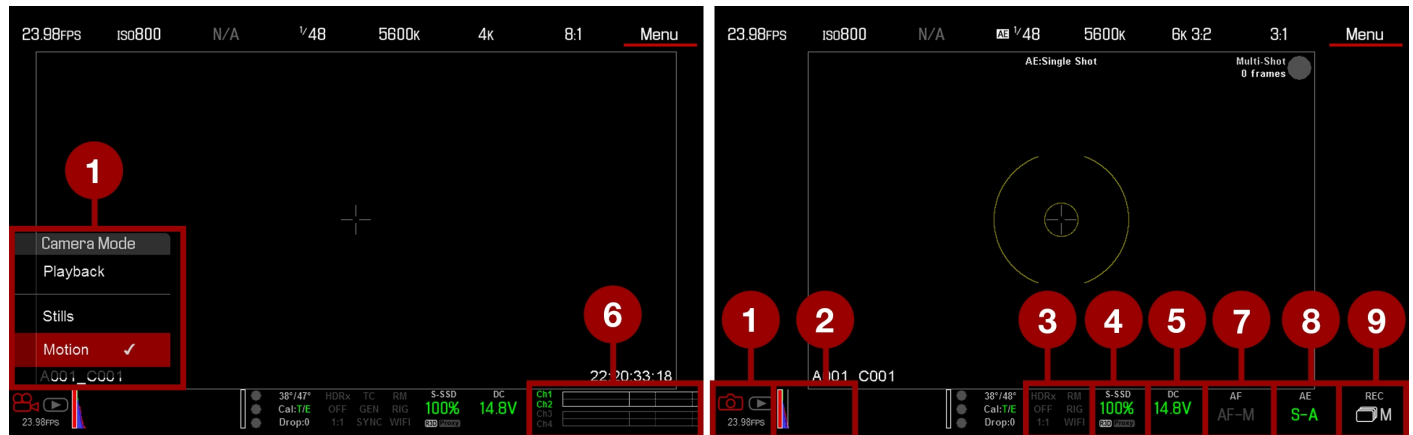 23.98FPS ISO800 N/A 1/48 5600K 4K 8:1 Menu
1
Camera Mode
Playback
Stills
Motion ✓
A001_C001
22:20:33:18
6
23.98FPS
38°/47° HDRx TC RM S-SSD DC Ch1
Cal:T/E OFF GEN RIG 100% 14.8V Ch2
Drop:0 1:1 SYNC WIFI R3D Proxy Ch3
Ch4
23.98FPS ISO800 N/A AE 1/48 5600K 6K 3:2 3:1 Menu
AE:Single Shot
Multi-Shot
0 frames
1 2 3 4 5 7 8 9
A001_C001
23.98FPS
38°/48° HDRx RM S-SSD DC AF AE REC
Cal:T/E OFF RIG 100% 14.8V AF-M S-A M
Drop:0 1:1 WIFI R3D Proxy